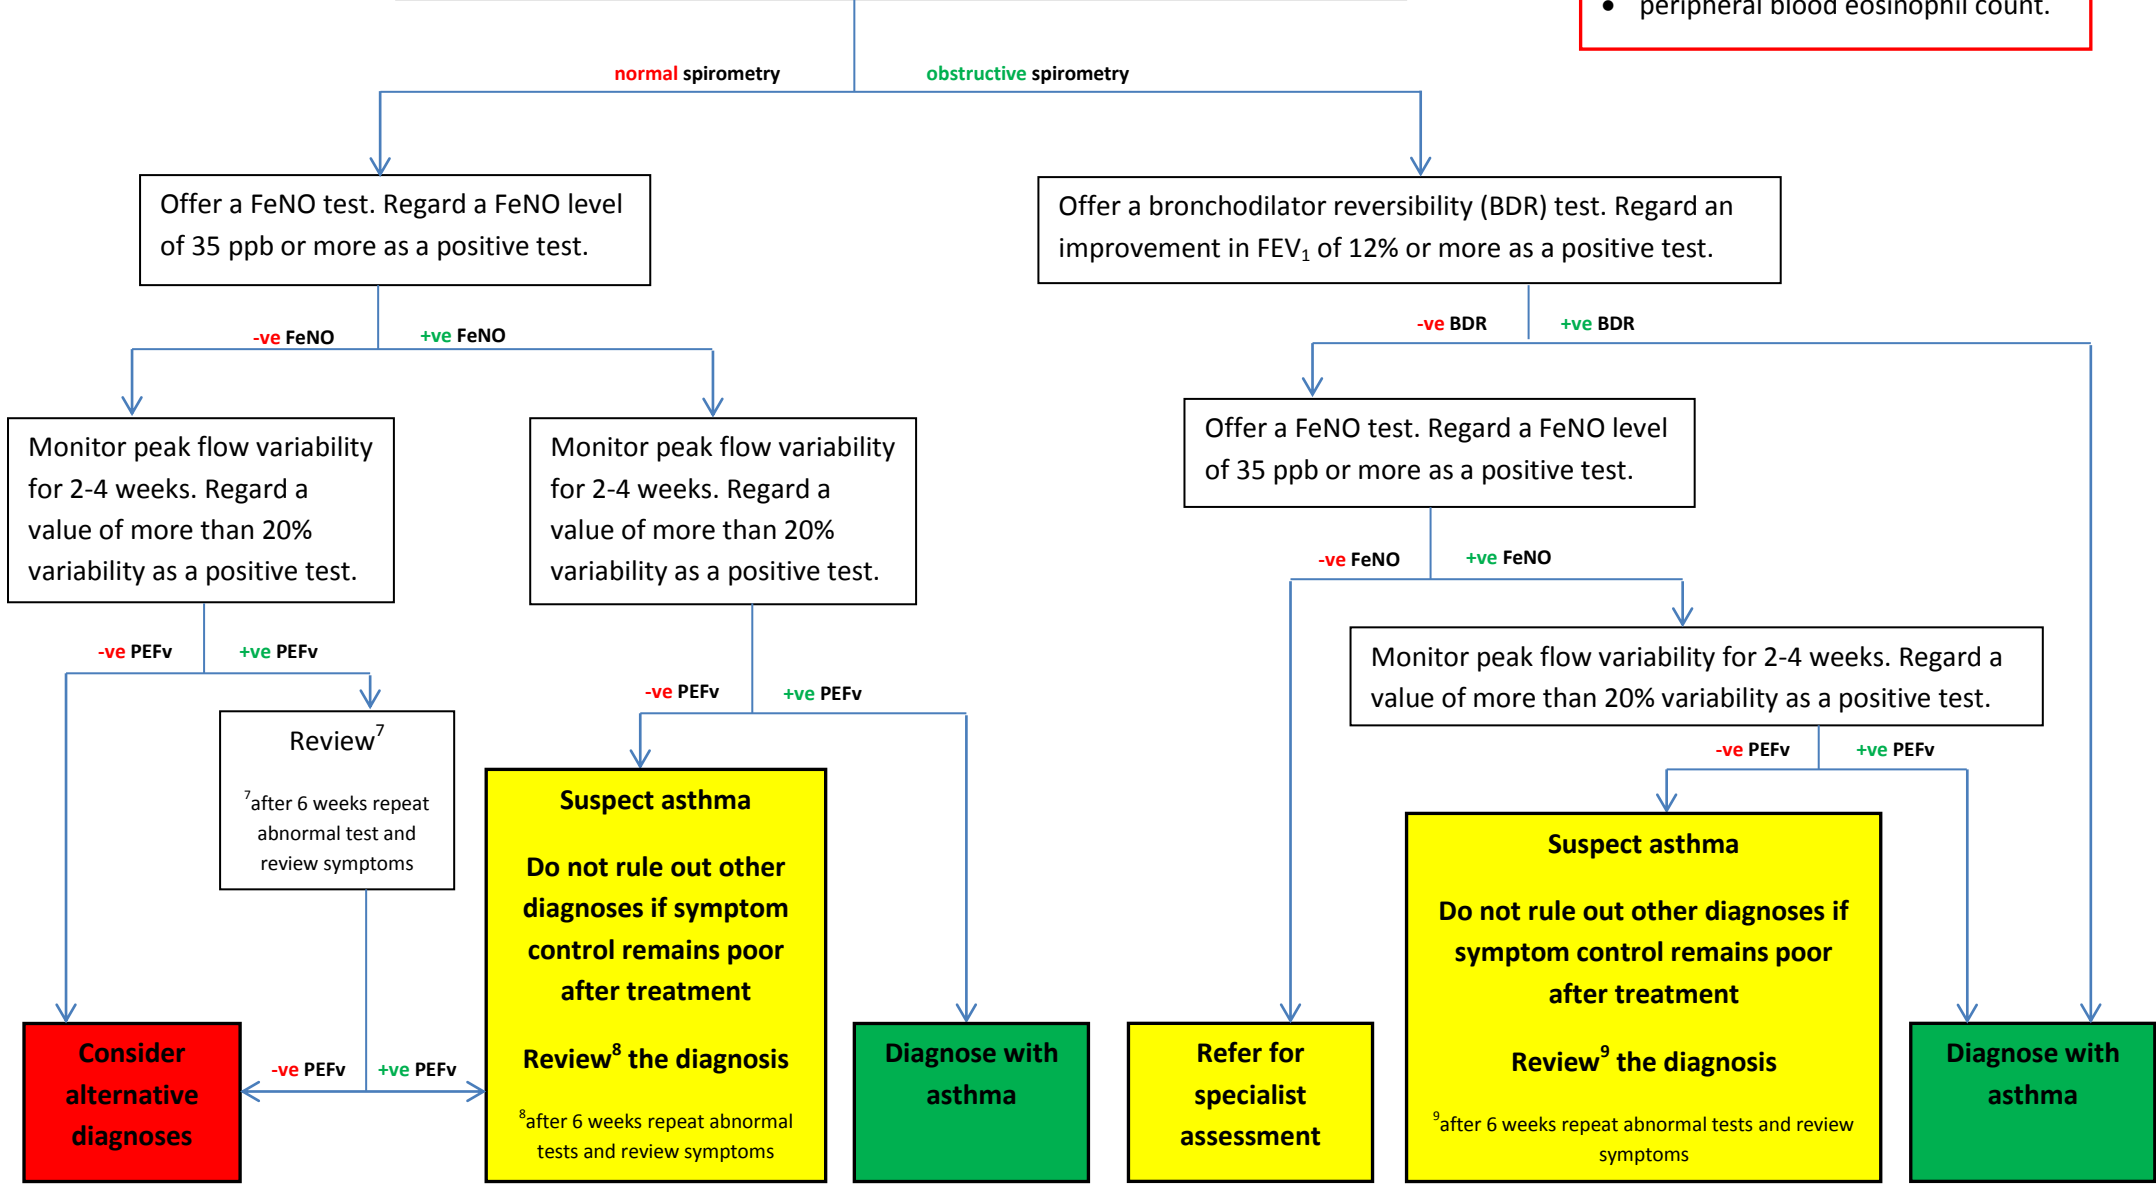 • peripheral blood eosinophil count.
normal spirometry
obstructive spirometry
Offer a FeNO test. Regard a FeNO level
of 35 ppb or more as a positive test.
Offer a bronchodilator reversibility (BDR) test. Regard an
improvement in FEV₁ of 12% or more as a positive test.
-ve FeNO
+ve FeNO
-ve BDR
+ve BDR
Monitor peak flow variability
for 2-4 weeks. Regard a
value of more than 20%
variability as a positive test.
Monitor peak flow variability
for 2-4 weeks. Regard a
value of more than 20%
variability as a positive test.
Offer a FeNO test. Regard a FeNO level
of 35 ppb or more as a positive test.
-ve FeNO
+ve FeNO
-ve PEFv
+ve PEFv
-ve PEFv
+ve PEFv
Monitor peak flow variability for 2-4 weeks. Regard a
value of more than 20% variability as a positive test.
-ve PEFv
+ve PEFv
Review⁷
⁷after 6 weeks repeat
abnormal test and
review symptoms
Suspect asthma
Do not rule out other
diagnoses if symptom
control remains poor
after treatment
Review⁸ the diagnosis
⁸after 6 weeks repeat abnormal
tests and review symptoms
Suspect asthma
Do not rule out other diagnoses if
symptom control remains poor
after treatment
Review⁹ the diagnosis
⁹after 6 weeks repeat abnormal tests and review
symptoms
Consider
alternative
diagnoses
-ve PEFv
+ve PEFv
Diagnose with
asthma
Refer for
specialist
assessment
Diagnose with
asthma